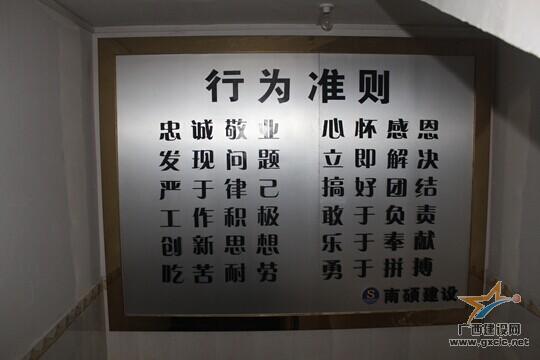 行为准则
忠诚敬业 心怀感恩
发现问题 立即解决
严于律己 搞好团结
工作积极 敢于负责
创新思想 乐于奉献
吃苦耐劳 勇于拼搏
S 南硕建设
广西建设网
www.gxcic.net